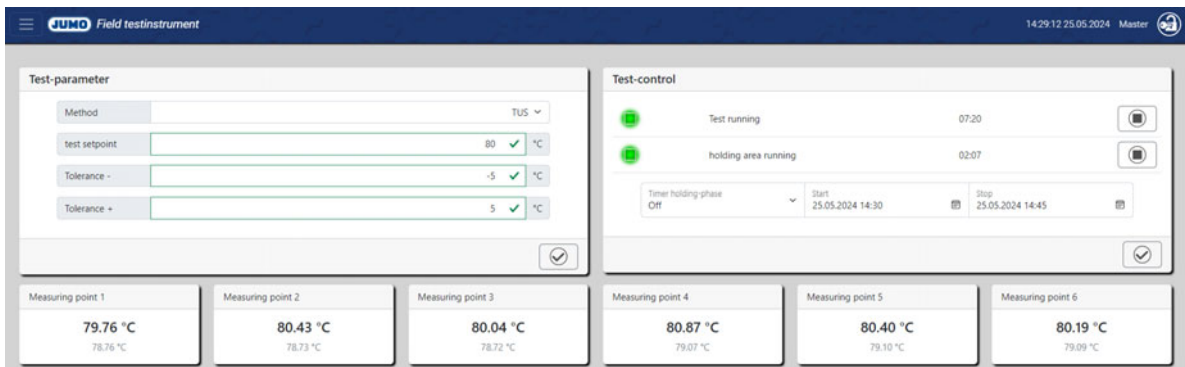 JUMO Field testinstrument
14:29:12 25.05.2024 Master
Test-parameter
Method TUS
test setpoint 80 °C
Tolerance - -5 °C
Tolerance + 5 °C
Test-control
Test running 07:20
holding area running 02:07
Timer holding-phase Start Stop
Off 25.05.2024 14:30 25.05.2024 14:45
Measuring point 1
79.76 °C
78.76 °C
Measuring point 2
80.43 °C
78.73 °C
Measuring point 3
80.04 °C
78.72 °C
Measuring point 4
80.87 °C
79.07 °C
Measuring point 5
80.40 °C
79.10 °C
Measuring point 6
80.19 °C
79.09 °C